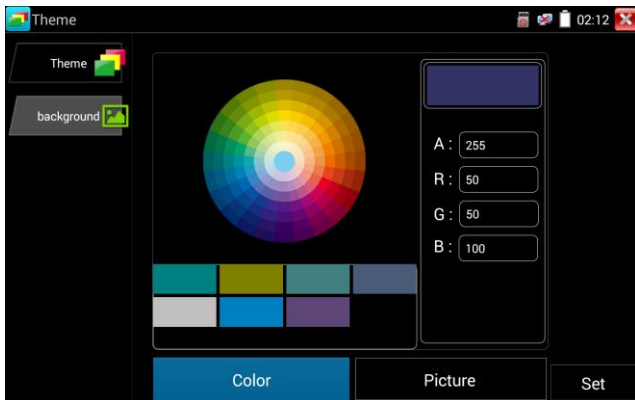 Theme
02:12
Theme
background
A : 255
R : 50
G : 50
B : 100
Color
Picture
Set